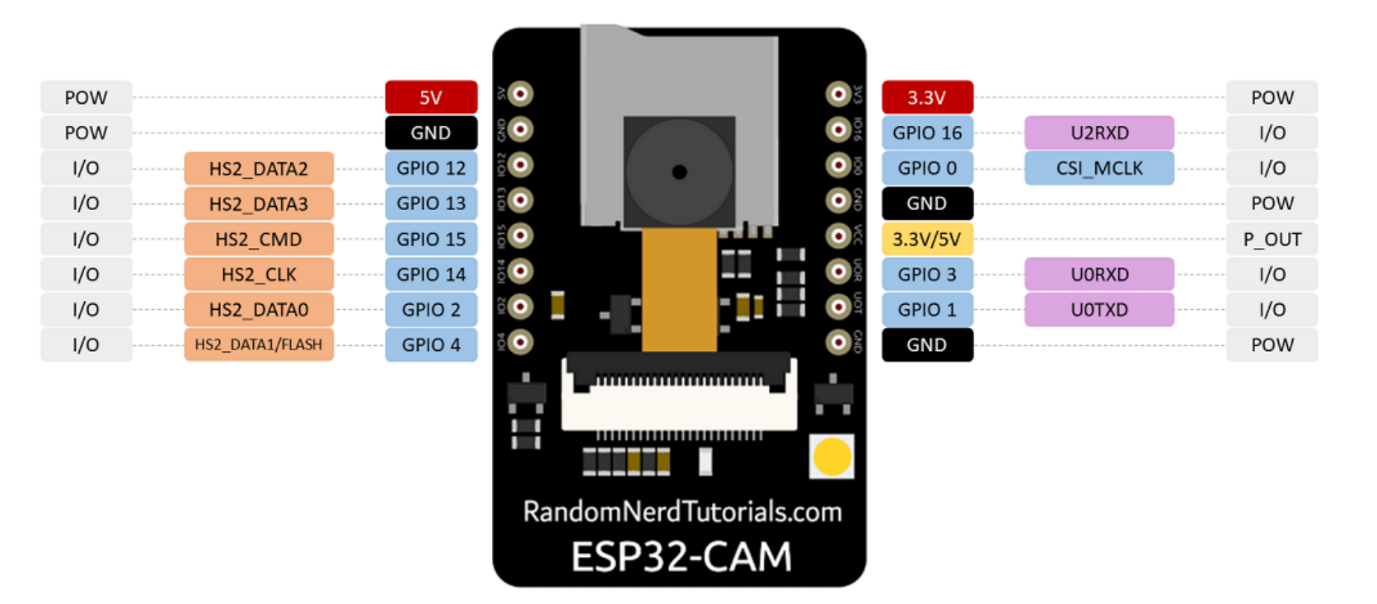 POW 5V 5V 3V3 3.3V POW
POW GND GND IO16 GPIO 16 U2RXD I/O
I/O HS2_DATA2 GPIO 12 IO12 IO0 GPIO 0 CSI_MCLK I/O
I/O HS2_DATA3 GPIO 13 IO13 GND GND POW
I/O HS2_CMD GPIO 15 IO15 VCC 3.3V/5V P_OUT
I/O HS2_CLK GPIO 14 IO14 UOR GPIO 3 U0RXD I/O
I/O HS2_DATA0 GPIO 2 IO2 UOT GPIO 1 U0TXD I/O
I/O HS2_DATA1/FLASH GPIO 4 IO4 GND GND POW
RandomNerdTutorials.com
ESP32-CAM